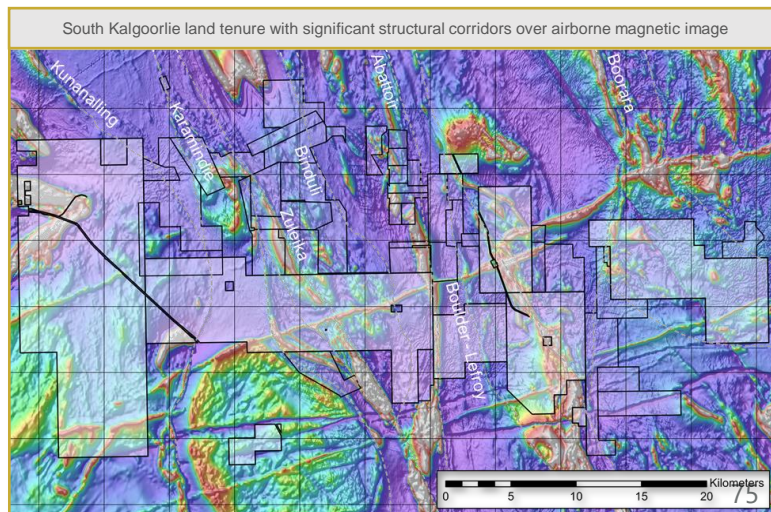 South Kalgoorlie land tenure with significant structural corridors over airborne magnetic image
Kunanalling
Karamindie
Binduli
Zuleika
Abattoir
Boulder - Lefroy
Boorara
Kilometers
0 5 10 15 20
75